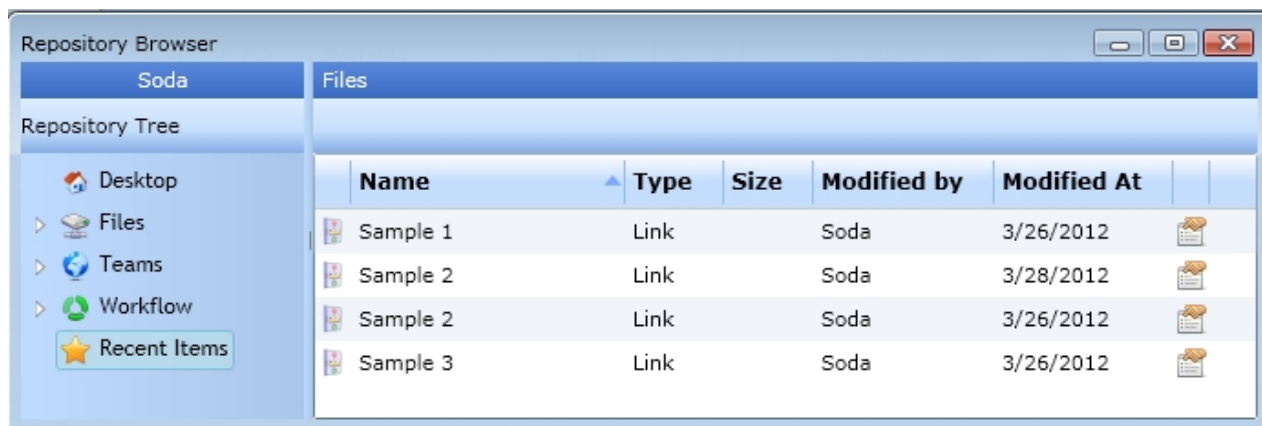 Repository Browser
Soda
Files
Repository Tree
Desktop
Files
Teams
Workflow
Recent Items
Name Type Size Modified by Modified At
Sample 1 Link Soda 3/26/2012
Sample 2 Link Soda 3/28/2012
Sample 2 Link Soda 3/26/2012
Sample 3 Link Soda 3/26/2012